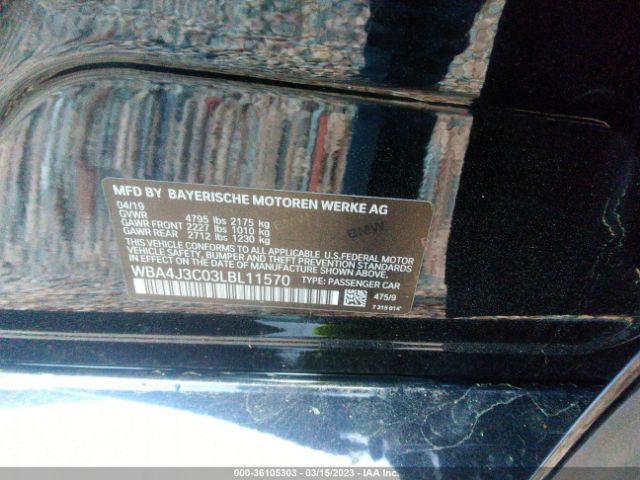 MFD BY BAYERISCHE MOTOREN WERKE AG
04/19
GVWR 4795 lbs 2175 kg
GAWR FRONT 2227 lbs 1010 kg
GAWR REAR 2712 lbs 1230 kg
THIS VEHICLE CONFORMS TO ALL APPLICABLE U.S.FEDERAL MOTOR
VEHICLE SAFETY, BUMPER AND THEFT PREVENTION STANDARDS IN
EFFECT ON THE DATE OF MANUFACTURE SHOWN ABOVE.
WBA4J3C03LBL11570 TYPE: PASSENGER CAR
475/9
7 319 814
BMW
000-36105303 - 03/15/2023 - IAA Inc.